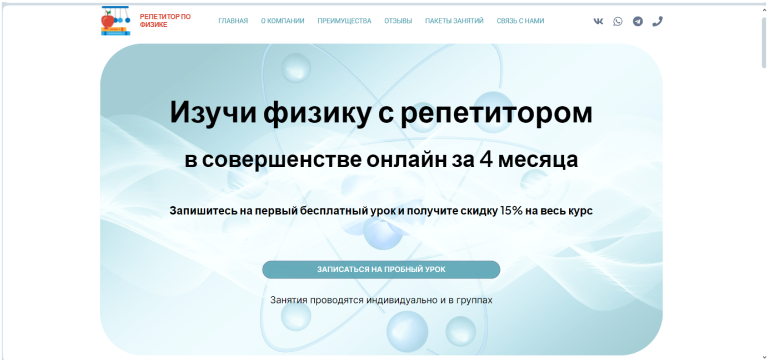 РЕПЕТИТОР ПО
ФИЗИКЕ
ГЛАВНАЯ О КОМПАНИИ ПРЕИМУЩЕСТВА ОТЗЫВЫ ПАКЕТЫ ЗАНЯТИЙ СВЯЗЬ С НАМИ
Изучи физику с репетитором
в совершенстве онлайн за 4 месяца
Запишитесь на первый бесплатный урок и получите скидку 15% на весь курс
ЗАПИСАТЬСЯ НА ПРОБНЫЙ УРОК
Занятия проводятся индивидуально и в группах